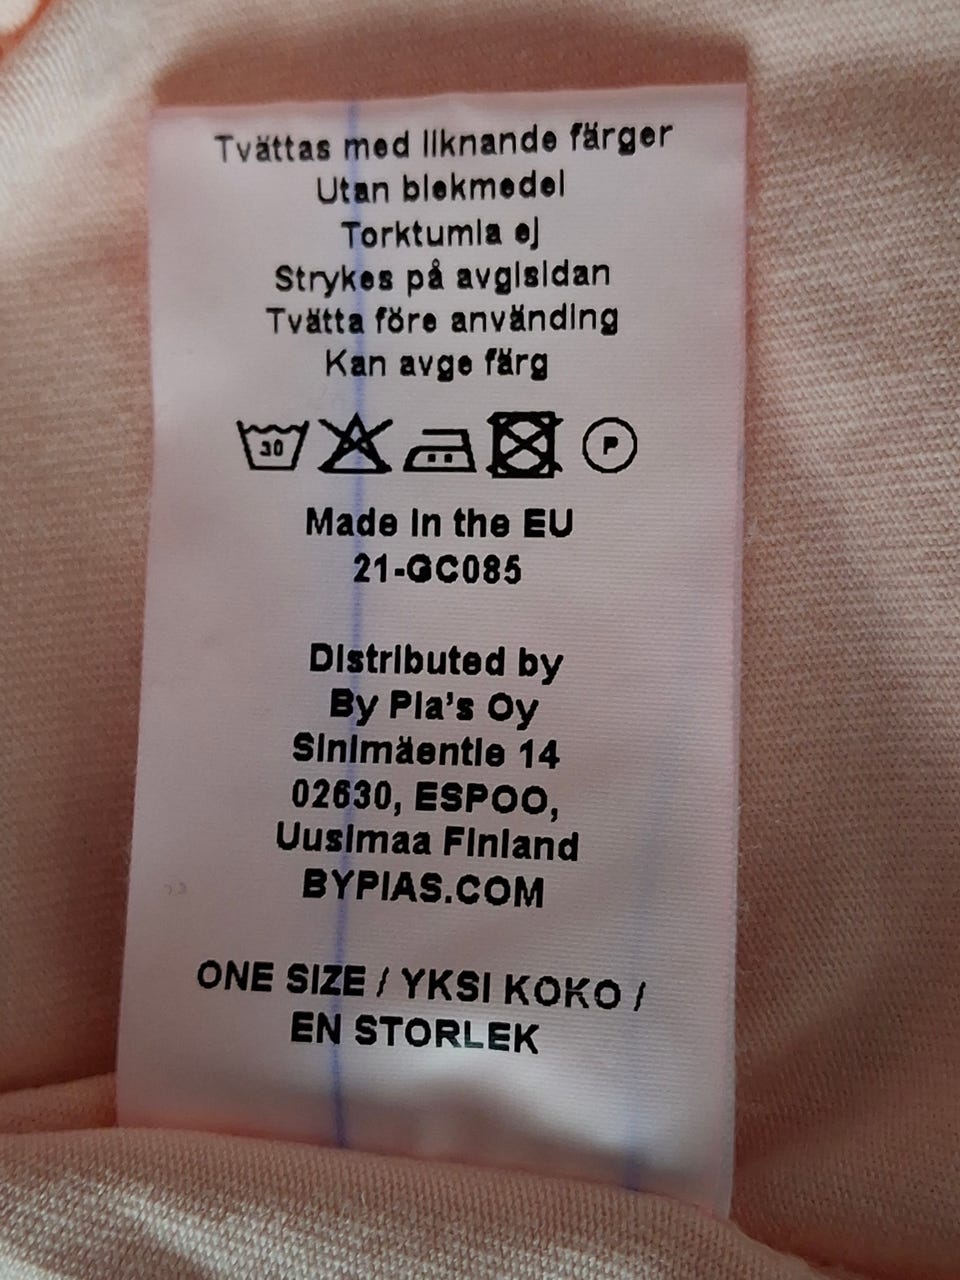 Tvättas med liknande färger
Utan blekmedel
Torktumla ej
Strykes på avgisidan
Tvätta före använding
Kan avge färg
30 P
Made in the EU
21-GC085
Distributed by
By Pia's Oy
Sinimäentie 14
02630, ESPOO,
Uusimaa Finland
BYPIAS.COM
ONE SIZE / YKSI KOKO /
EN STORLEK